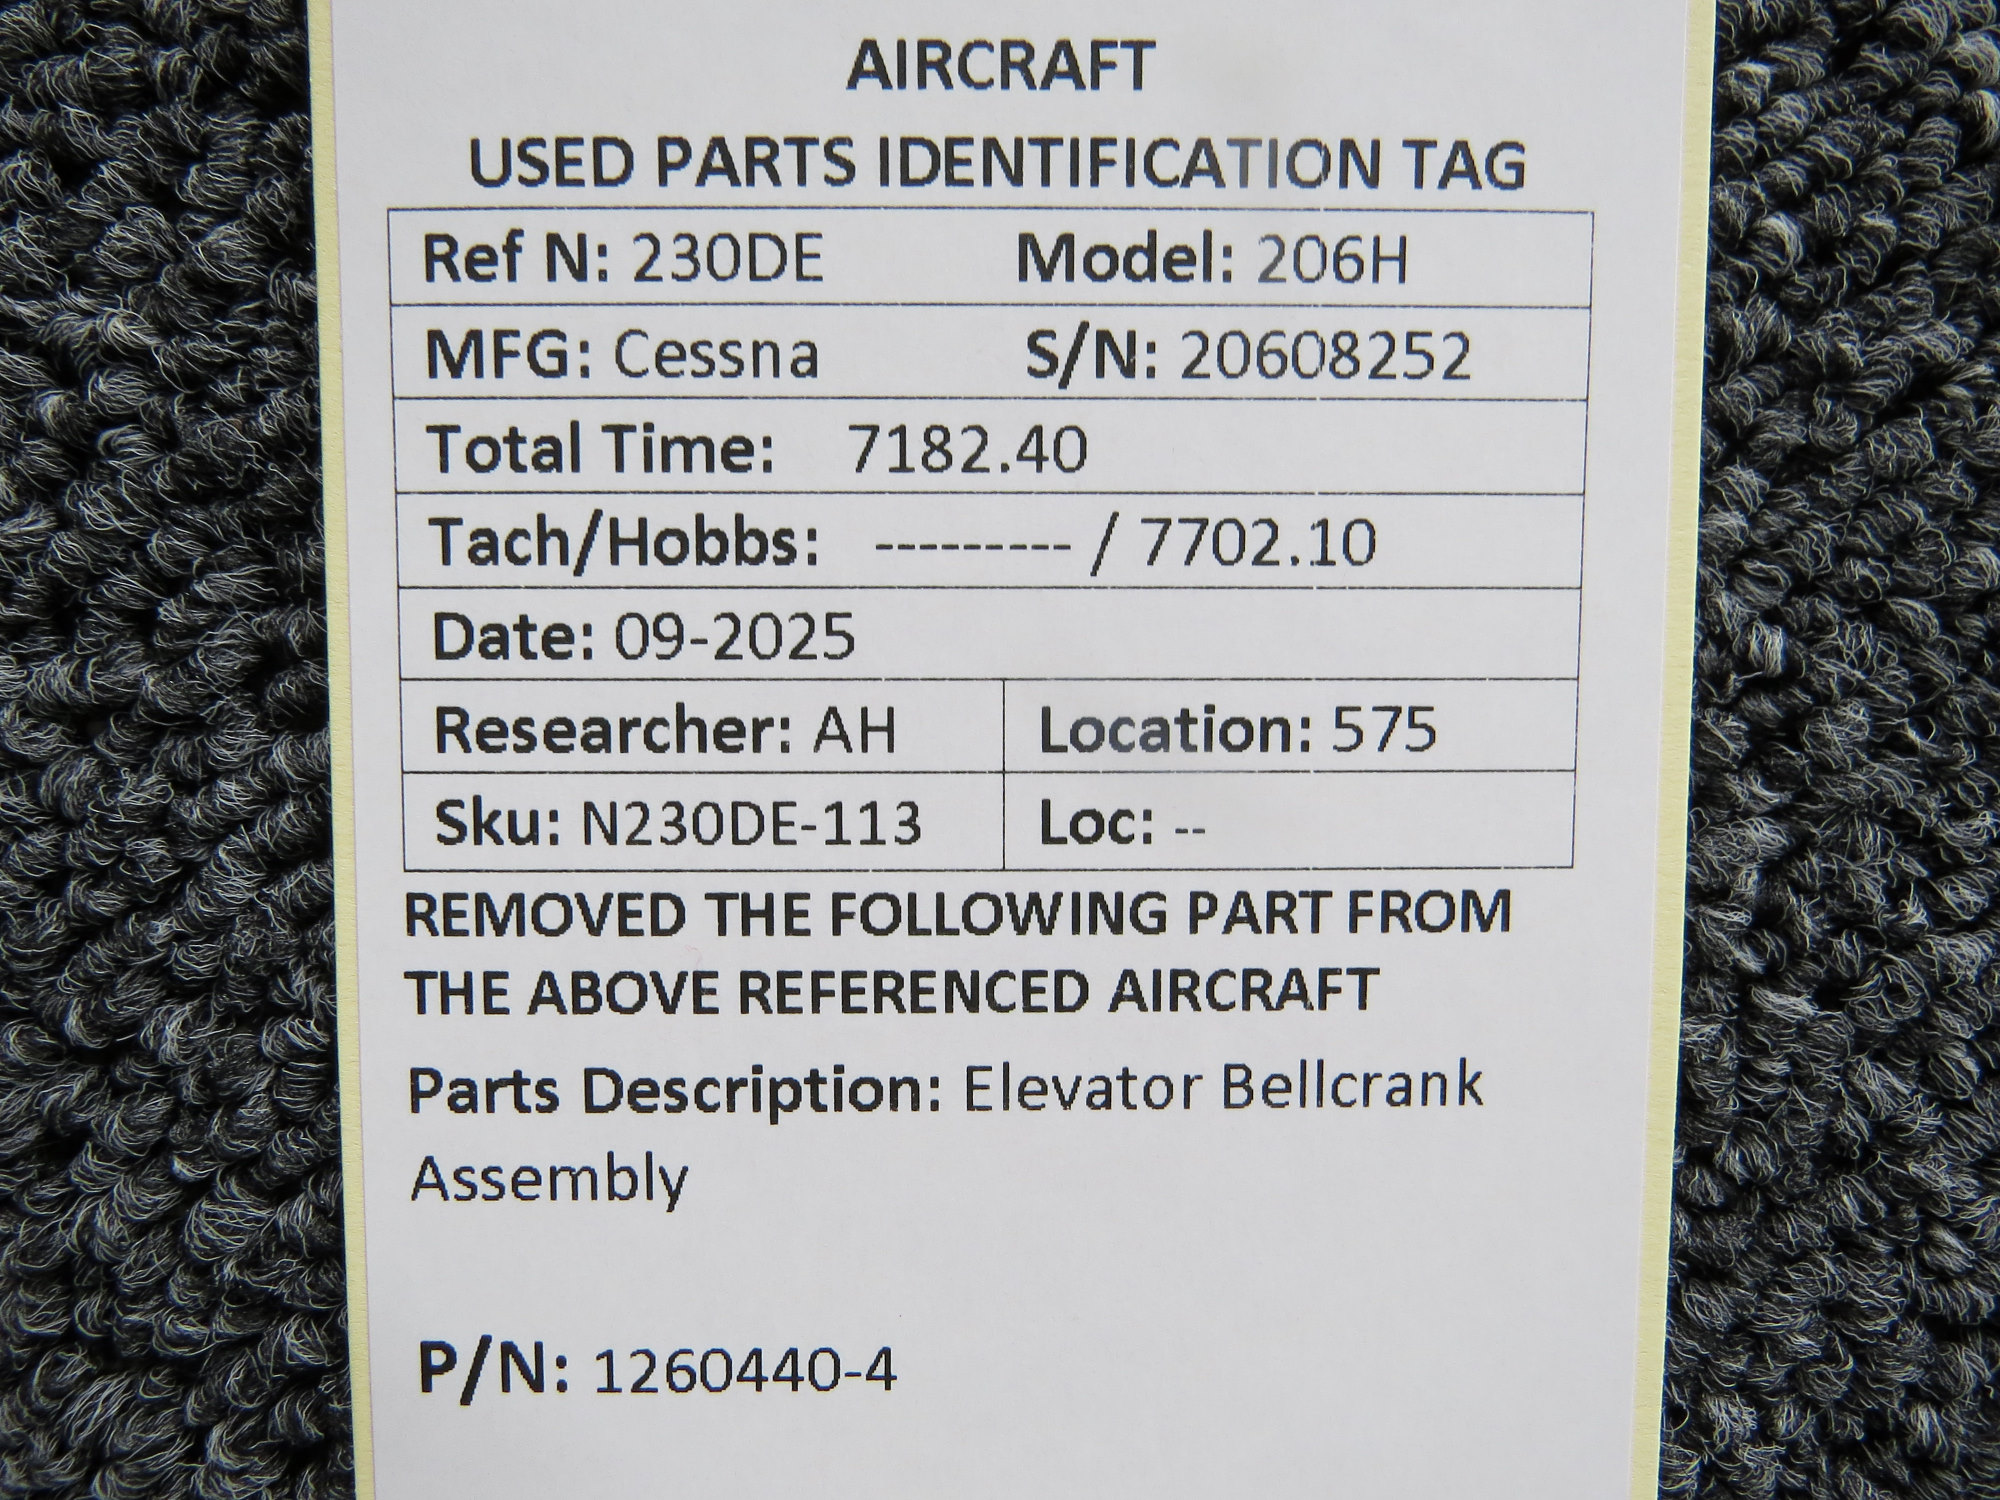 AIRCRAFT
USED PARTS IDENTIFICATION TAG
Ref N: 230DE Model: 206H
MFG: Cessna S/N: 20608252
Total Time: 7182.40
Tach/Hobbs: --------- / 7702.10
Date: 09-2025
Researcher: AH Location: 575
Sku: N230DE-113 Loc: --
REMOVED THE FOLLOWING PART FROM
THE ABOVE REFERENCED AIRCRAFT
Parts Description: Elevator Bellcrank
Assembly
P/N: 1260440-4